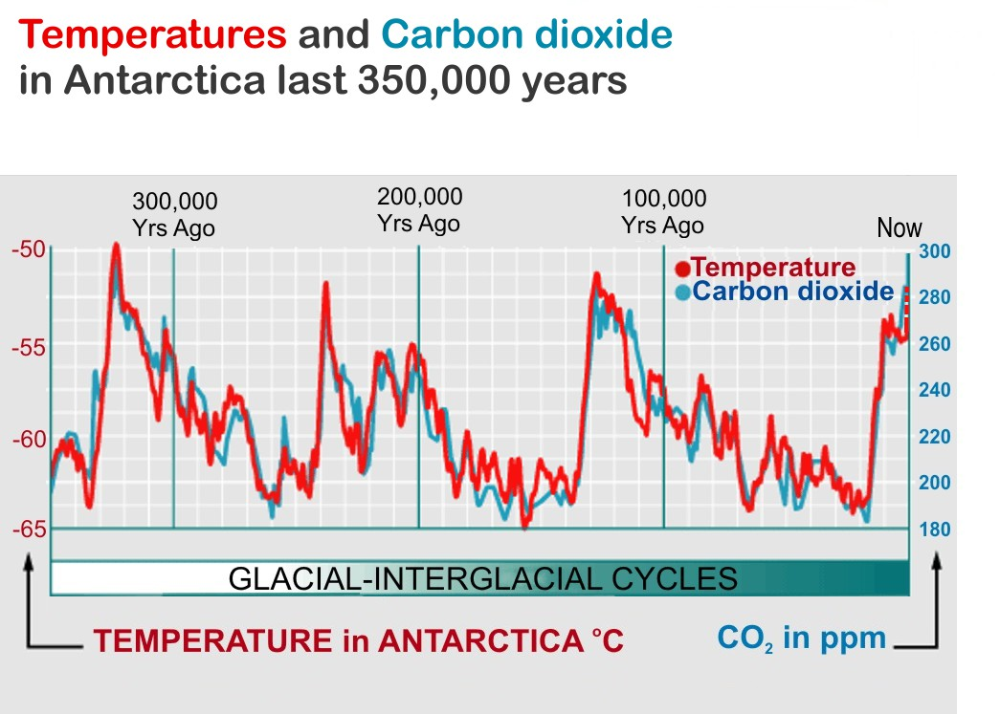 Temperatures and Carbon dioxide
in Antarctica last 350,000 years
300,000
Yrs Ago
200,000
Yrs Ago
100,000
Yrs Ago
Now
-50
-55
-60
-65
Temperature
Carbon dioxide
300
280
260
240
220
200
180
GLACIAL-INTERGLACIAL CYCLES
TEMPERATURE in ANTARCTICA °C
CO₂ in ppm